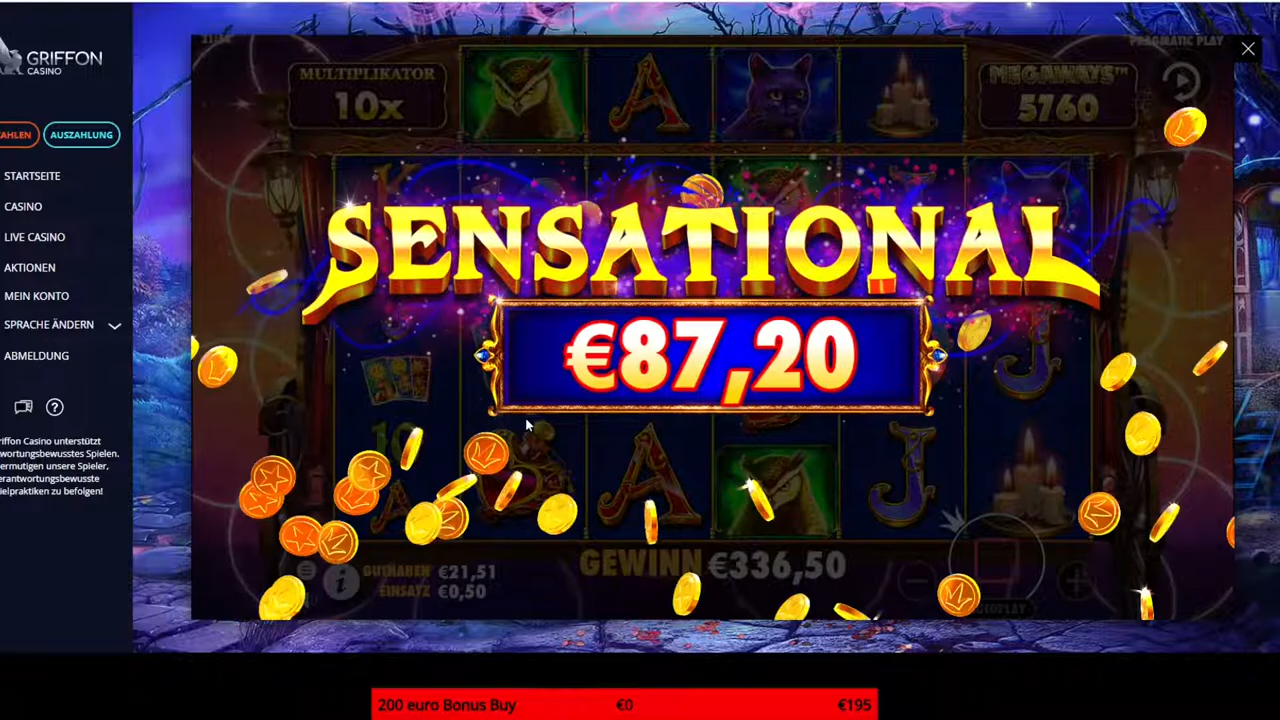 GRIFFON
CASINO
AHLEN
AUSZAHLUNG
STARTSEITE
CASINO
LIVE CASINO
AKTIONEN
MEIN KONTO
SPRACHE ÄNDERN
ABMELDUNG
riffon Casino unterstützt
wortungsbewusstes Spielen.
ermutigen unsere Spieler,
erantwortungsbewusste
ielpraktiken zu befolgen!
PRAGMATIC PLAY
MULTIPLIKATOR
10x
A
MEGAWAYS™
5760
SENSATIONAL
€87,20
J
10
A
A
J
GUTHABEN €21,51
EINSATZ €0,50
GEWINN €336,50
200 euro Bonus Buy €0 €195